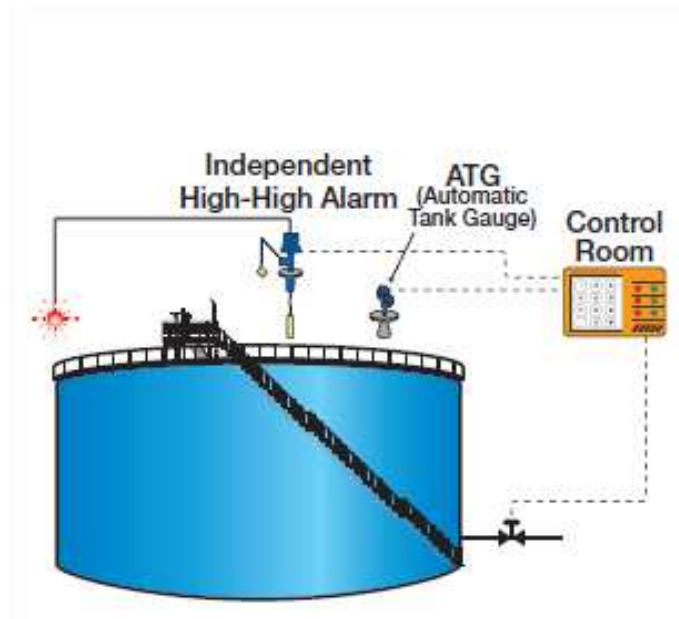 Independent
High-High Alarm
ATG
(Automatic
Tank Gauge)
Control
Room